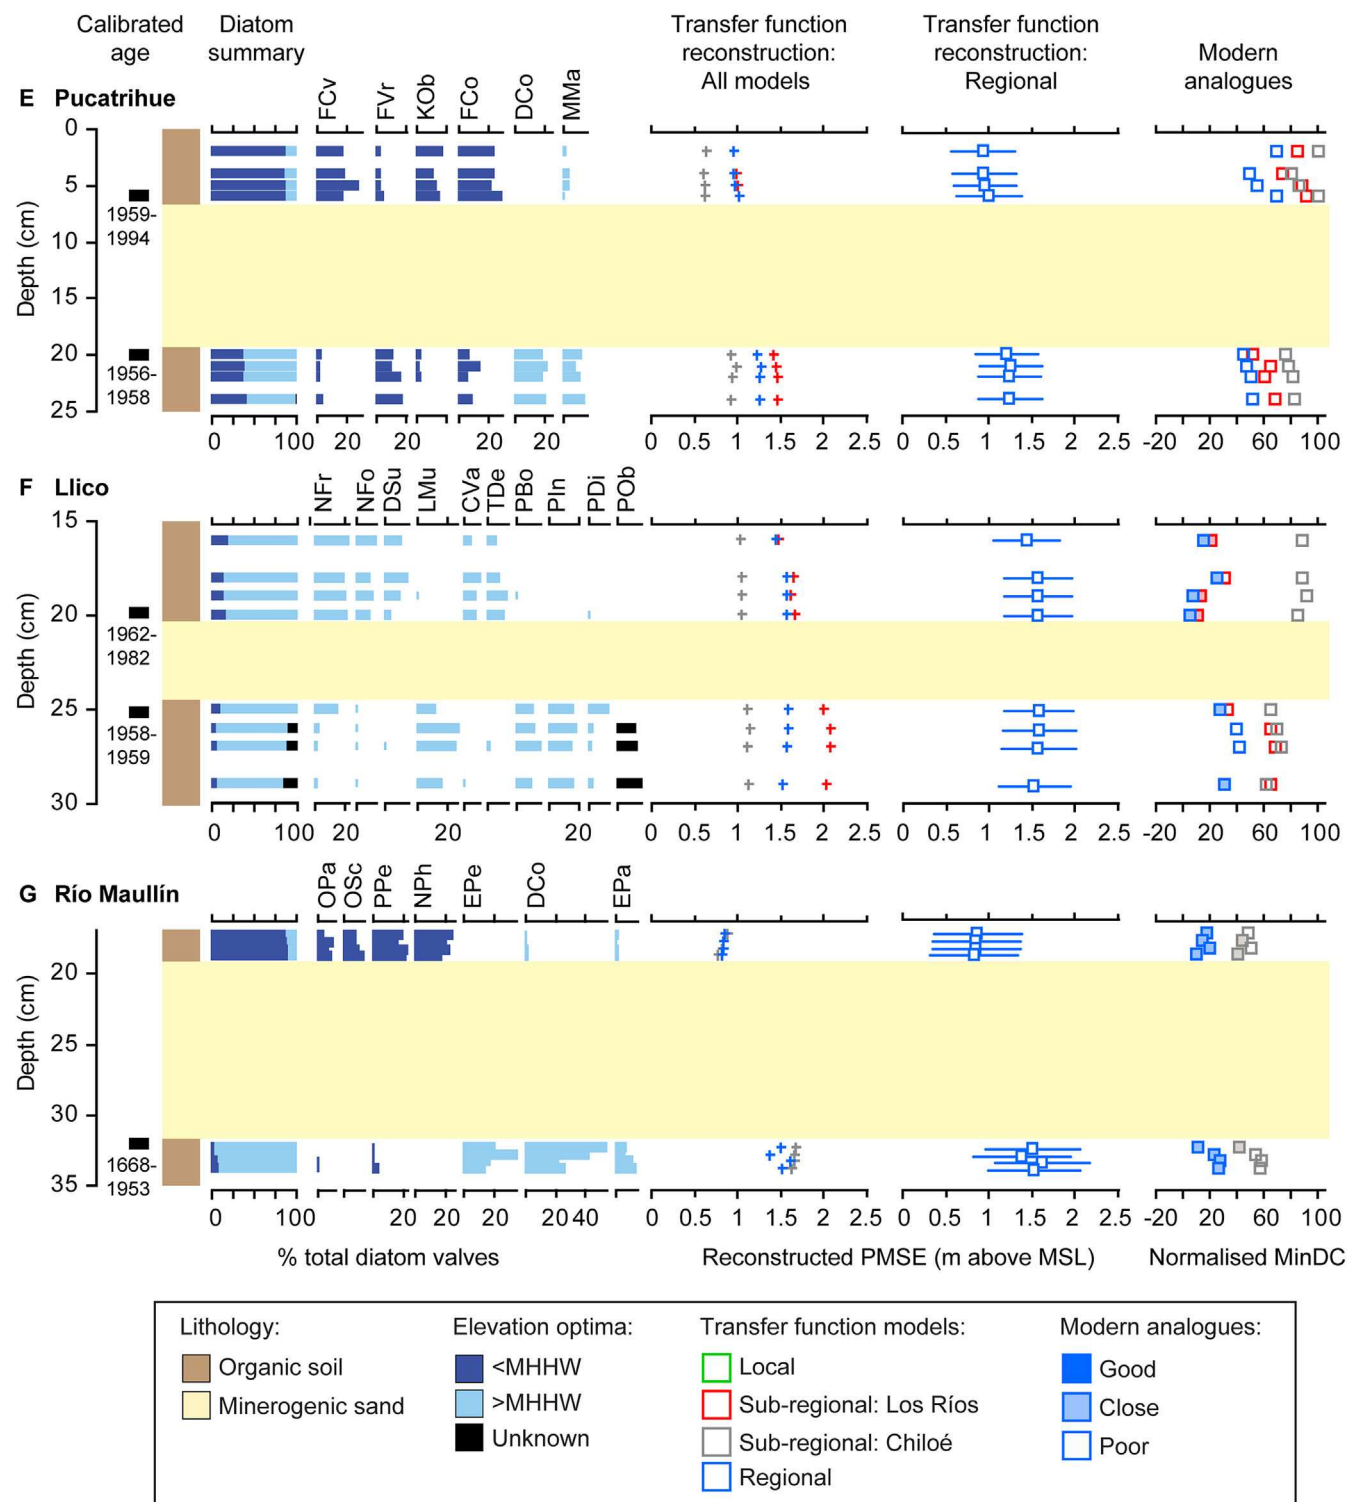 Calibrated age
Diatom summary
Transfer function reconstruction: All models
Transfer function reconstruction: Regional
Modern analogues
E Pucatrihue
FCv FVr KOb FCo DCo MMa
Depth (cm)
0
5
10
15
20
25
1959-
1994
1956-
1958
0 100 20 20 20 20 0 0.5 1 1.5 2 2.5 0 0.5 1 1.5 2 2.5 -20 20 60 100
F Llico
NFr NFo DSu LMu CVa TDe PBo PIn PDi POb
Depth (cm)
15
20
25
30
1962-
1982
1958-
1959
0 100 20 20 20 0 0.5 1 1.5 2 2.5 0 0.5 1 1.5 2 2.5 -20 20 60 100
G Río Maullín
OPa OSc PPe NPh EPe DCo EPa
Depth (cm)
20
25
30
35
1668-
1953
0 100 20 20 20 20 40 0 0.5 1 1.5 2 2.5 0 0.5 1 1.5 2 2.5 -20 20 60 100
% total diatom valves
Reconstructed PMSE (m above MSL)
Normalised MinDC
Lithology:
Organic soil
Minerogenic sand
Elevation optima:
<MHHW
>MHHW
Unknown
Transfer function models:
Local
Sub-regional: Los Ríos
Sub-regional: Chiloé
Regional
Modern analogues:
Good
Close
Poor